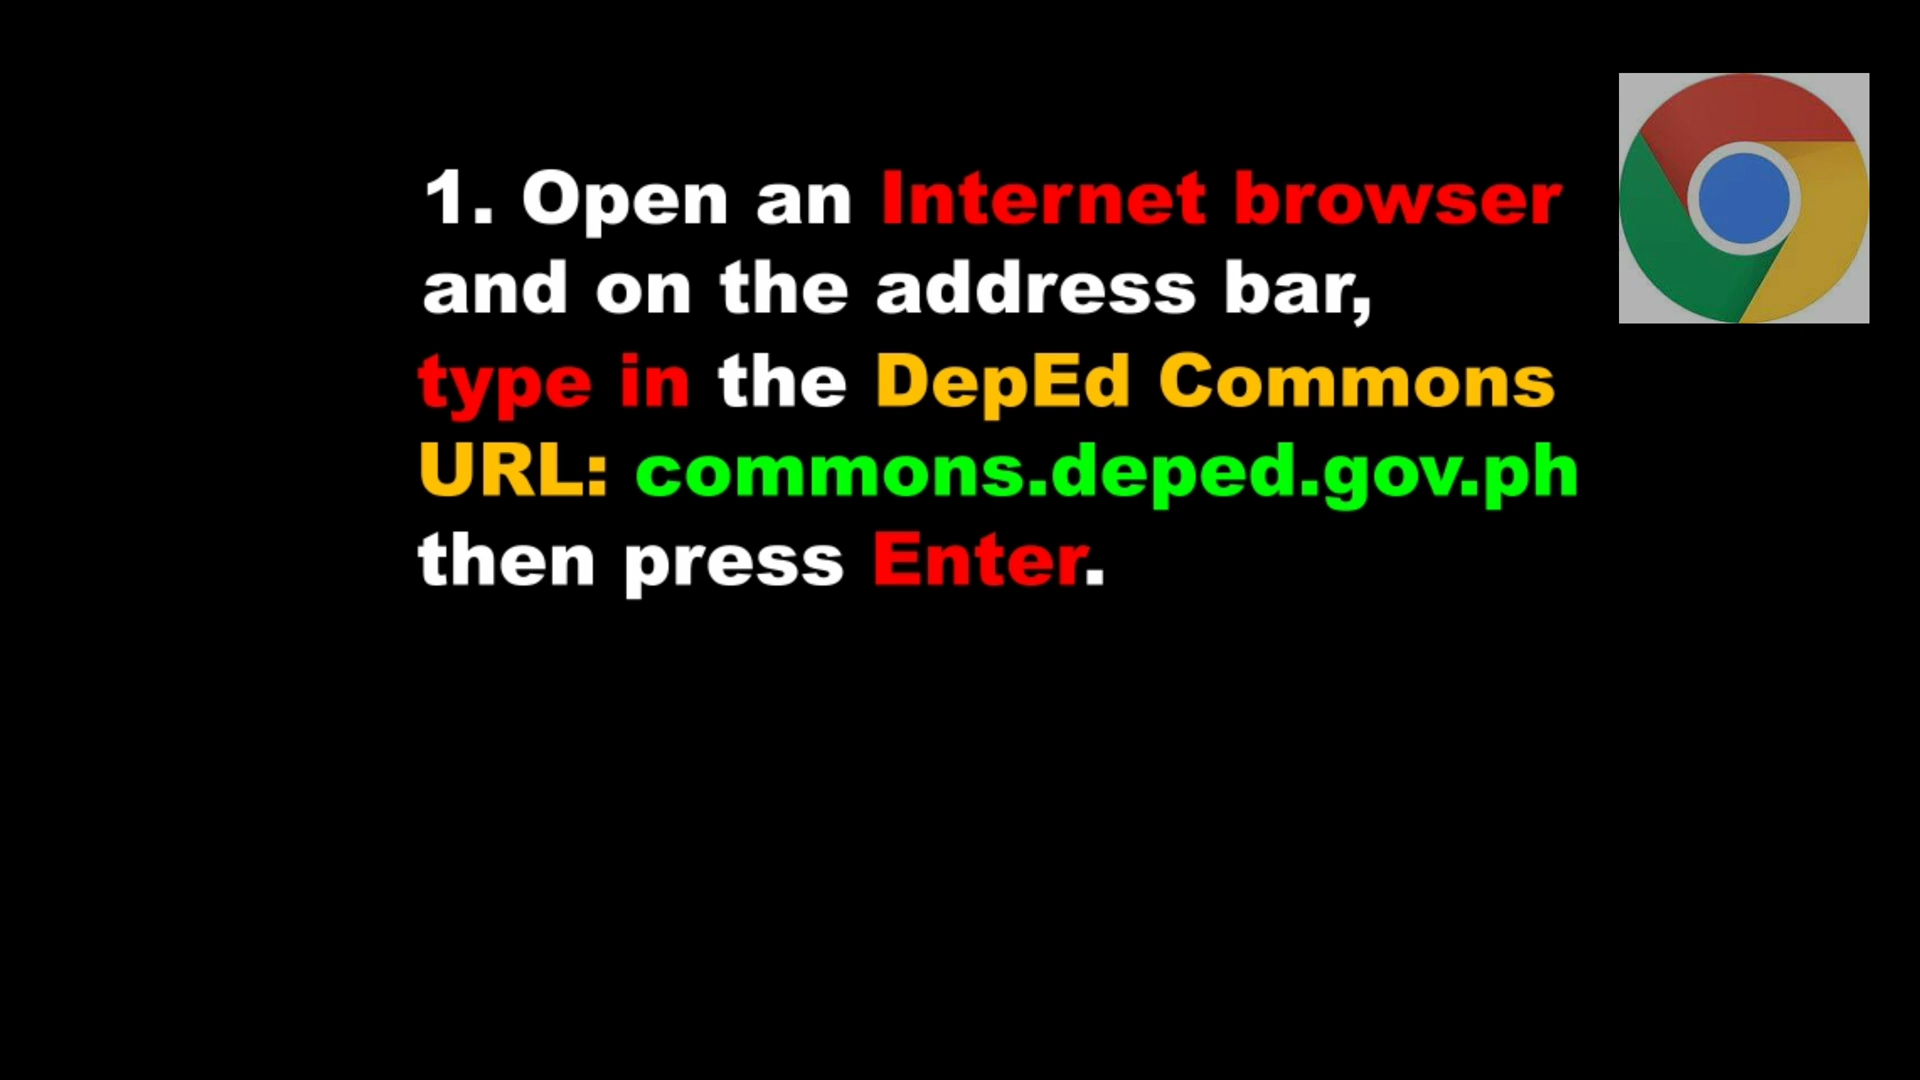 1. Open an Internet browser
and on the address bar,
type in the DepEd Commons
URL: commons.deped.gov.ph
then press Enter.